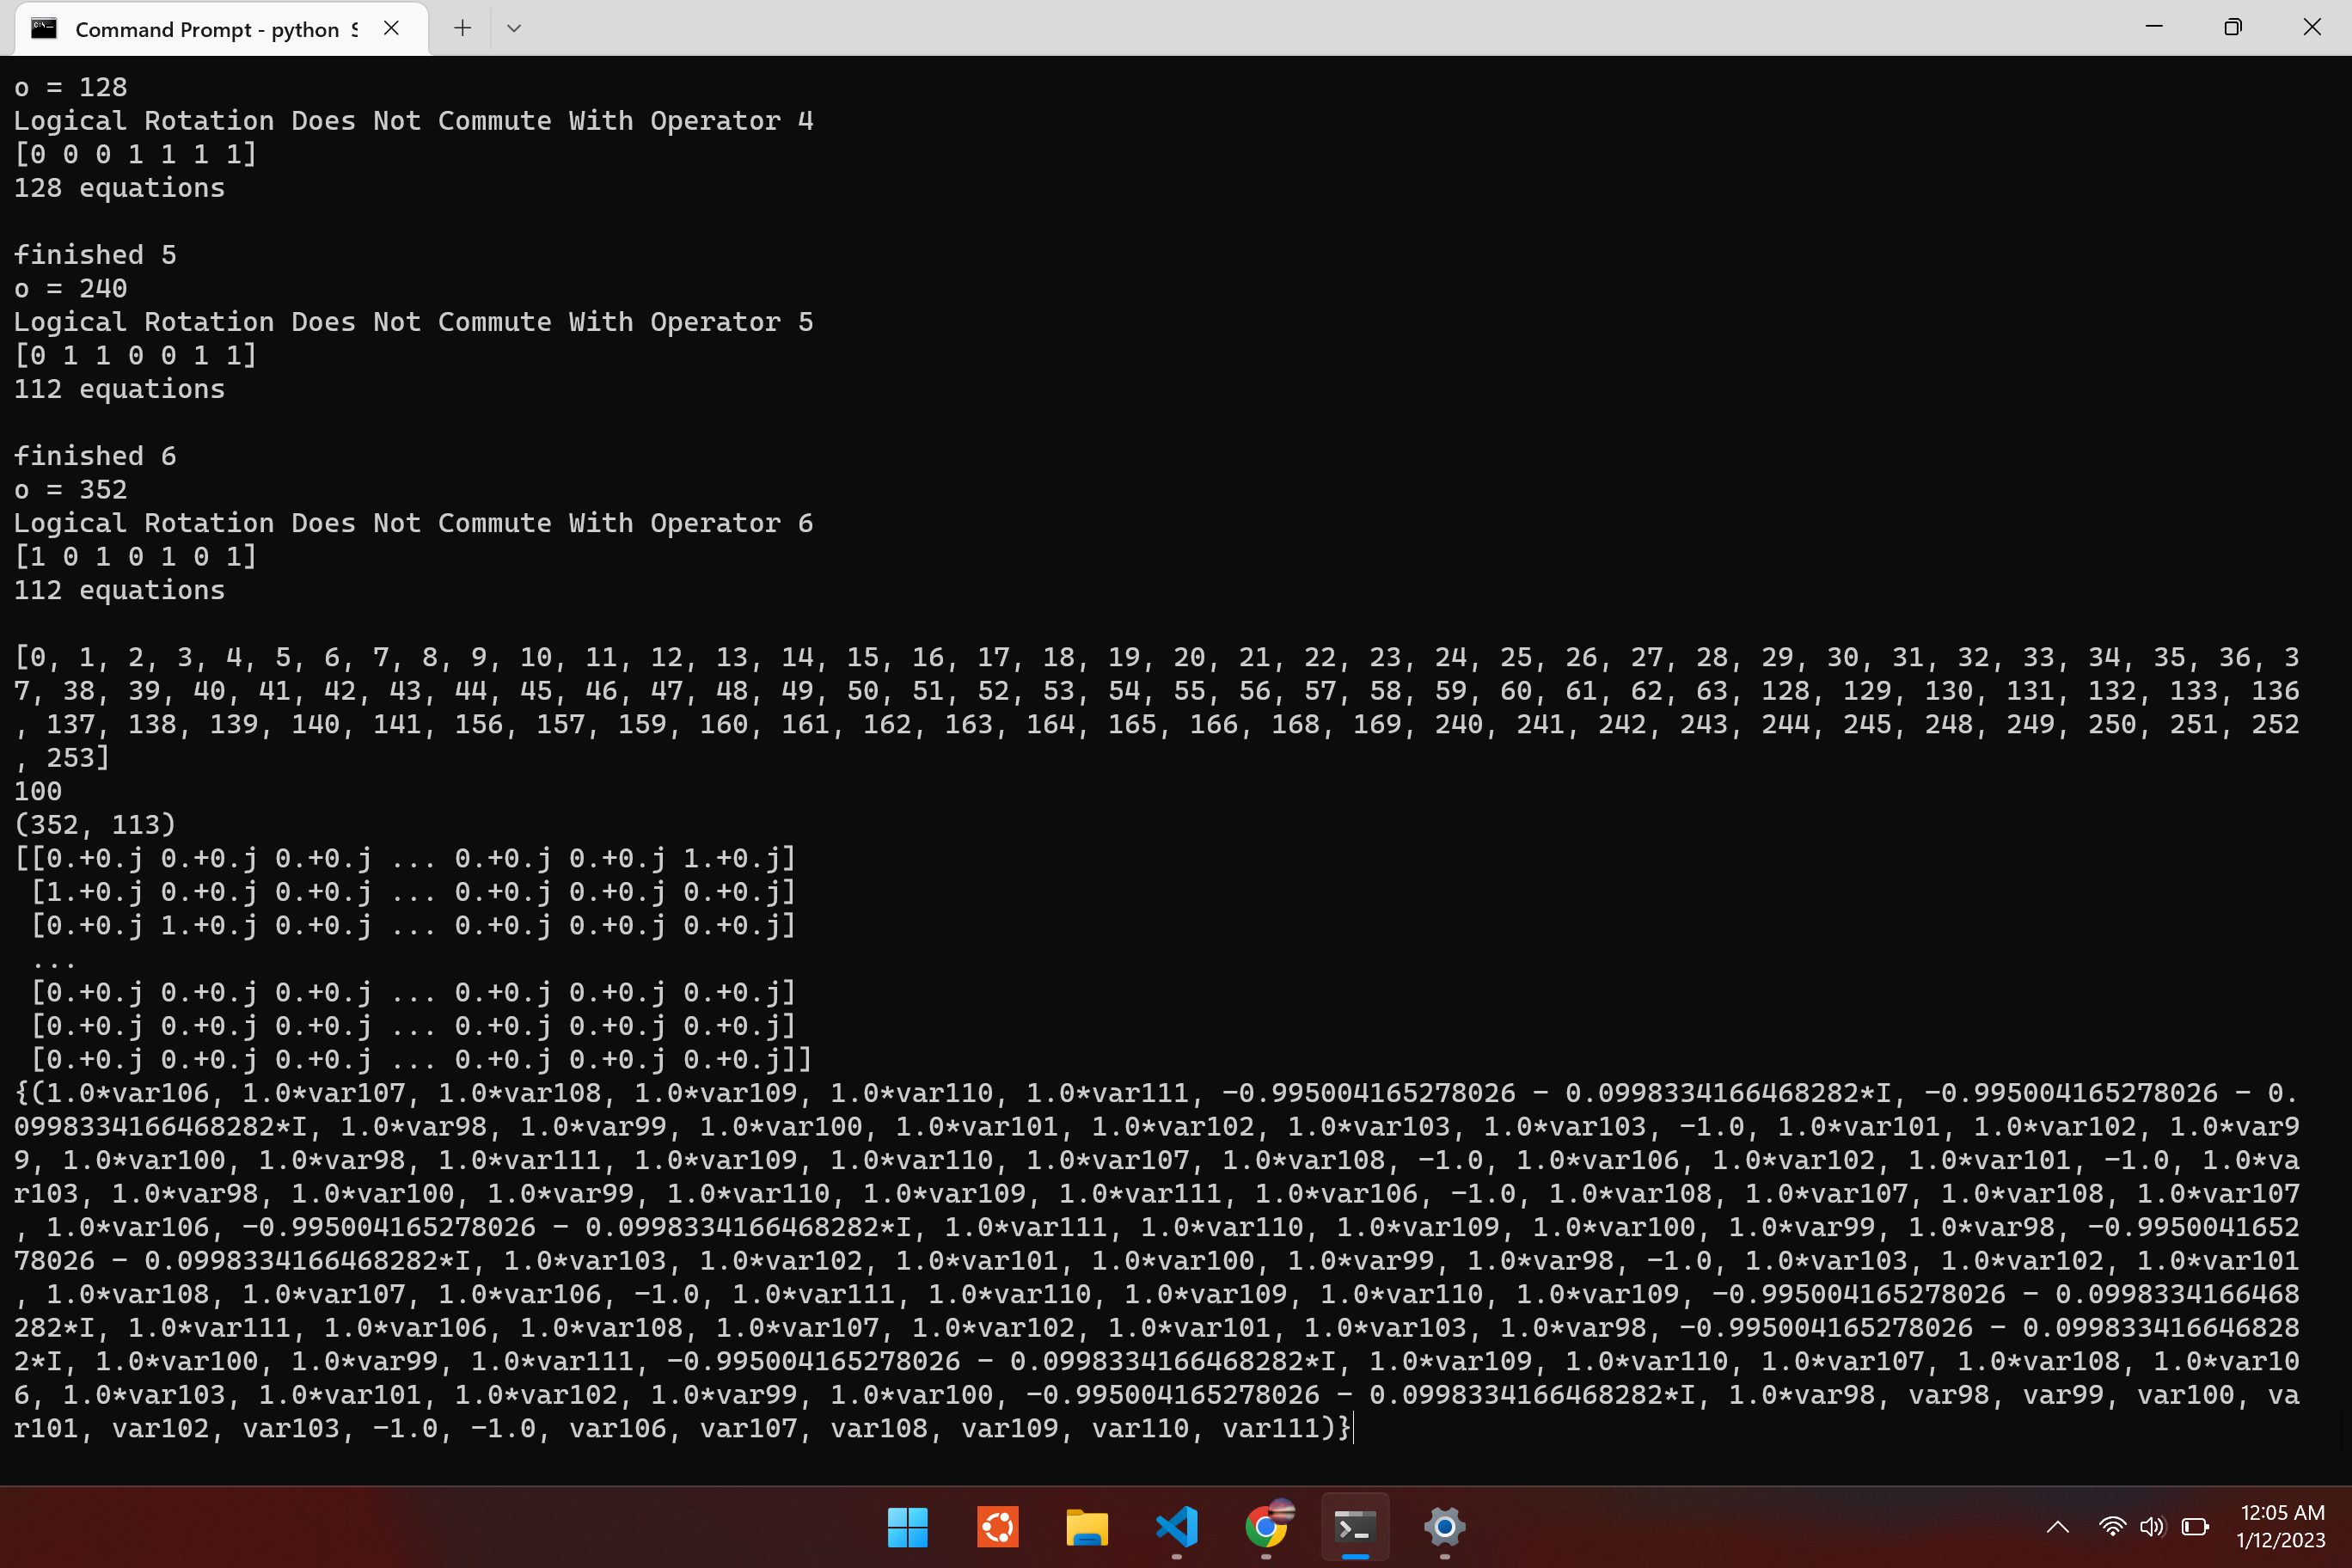 Command Prompt - python S
o = 128
Logical Rotation Does Not Commute With Operator 4
[0 0 0 1 1 1 1]
128 equations
finished 5
o = 240
Logical Rotation Does Not Commute With Operator 5
[0 1 1 0 0 1 1]
112 equations
finished 6
o = 352
Logical Rotation Does Not Commute With Operator 6
[1 0 1 0 1 0 1]
112 equations
[0, 1, 2, 3, 4, 5, 6, 7, 8, 9, 10, 11, 12, 13, 14, 15, 16, 17, 18, 19, 20, 21, 22, 23, 24, 25, 26, 27, 28, 29, 30, 31, 32, 33, 34, 35, 36, 3
7, 38, 39, 40, 41, 42, 43, 44, 45, 46, 47, 48, 49, 50, 51, 52, 53, 54, 55, 56, 57, 58, 59, 60, 61, 62, 63, 128, 129, 130, 131, 132, 133, 136
, 137, 138, 139, 140, 141, 156, 157, 159, 160, 161, 162, 163, 164, 165, 166, 168, 169, 240, 241, 242, 243, 244, 245, 248, 249, 250, 251, 252
, 253]
100
(352, 113)
[[0.+0.j 0.+0.j 0.+0.j ... 0.+0.j 0.+0.j 1.+0.j]
[1.+0.j 0.+0.j 0.+0.j ... 0.+0.j 0.+0.j 0.+0.j]
[0.+0.j 1.+0.j 0.+0.j ... 0.+0.j 0.+0.j 0.+0.j]
...
[0.+0.j 0.+0.j 0.+0.j ... 0.+0.j 0.+0.j 0.+0.j]
[0.+0.j 0.+0.j 0.+0.j ... 0.+0.j 0.+0.j 0.+0.j]
[0.+0.j 0.+0.j 0.+0.j ... 0.+0.j 0.+0.j 0.+0.j]]
{(1.0*var106, 1.0*var107, 1.0*var108, 1.0*var109, 1.0*var110, 1.0*var111, -0.995004165278026 - 0.0998334166468282*I, -0.995004165278026 - 0.
0998334166468282*I, 1.0*var98, 1.0*var99, 1.0*var100, 1.0*var101, 1.0*var102, 1.0*var103, 1.0*var103, -1.0, 1.0*var101, 1.0*var102, 1.0*var9
9, 1.0*var100, 1.0*var98, 1.0*var111, 1.0*var109, 1.0*var110, 1.0*var107, 1.0*var108, -1.0, 1.0*var106, 1.0*var102, 1.0*var101, -1.0, 1.0*va
r103, 1.0*var98, 1.0*var100, 1.0*var99, 1.0*var110, 1.0*var109, 1.0*var111, 1.0*var106, -1.0, 1.0*var108, 1.0*var107, 1.0*var108, 1.0*var107
, 1.0*var106, -0.995004165278026 - 0.0998334166468282*I, 1.0*var111, 1.0*var110, 1.0*var109, 1.0*var100, 1.0*var99, 1.0*var98, -0.9950041652
78026 - 0.0998334166468282*I, 1.0*var103, 1.0*var102, 1.0*var101, 1.0*var100, 1.0*var99, 1.0*var98, -1.0, 1.0*var103, 1.0*var102, 1.0*var101
, 1.0*var108, 1.0*var107, 1.0*var106, -1.0, 1.0*var111, 1.0*var110, 1.0*var109, 1.0*var110, 1.0*var109, -0.995004165278026 - 0.0998334166468
282*I, 1.0*var111, 1.0*var106, 1.0*var108, 1.0*var107, 1.0*var102, 1.0*var101, 1.0*var103, 1.0*var98, -0.995004165278026 - 0.099833416646828
2*I, 1.0*var100, 1.0*var99, 1.0*var111, -0.995004165278026 - 0.0998334166468282*I, 1.0*var109, 1.0*var110, 1.0*var107, 1.0*var108, 1.0*var10
6, 1.0*var103, 1.0*var101, 1.0*var102, 1.0*var99, 1.0*var100, -0.995004165278026 - 0.0998334166468282*I, 1.0*var98, var98, var99, var100, va
r101, var102, var103, -1.0, -1.0, var106, var107, var108, var109, var110, var111)}
12:05 AM
1/12/2023